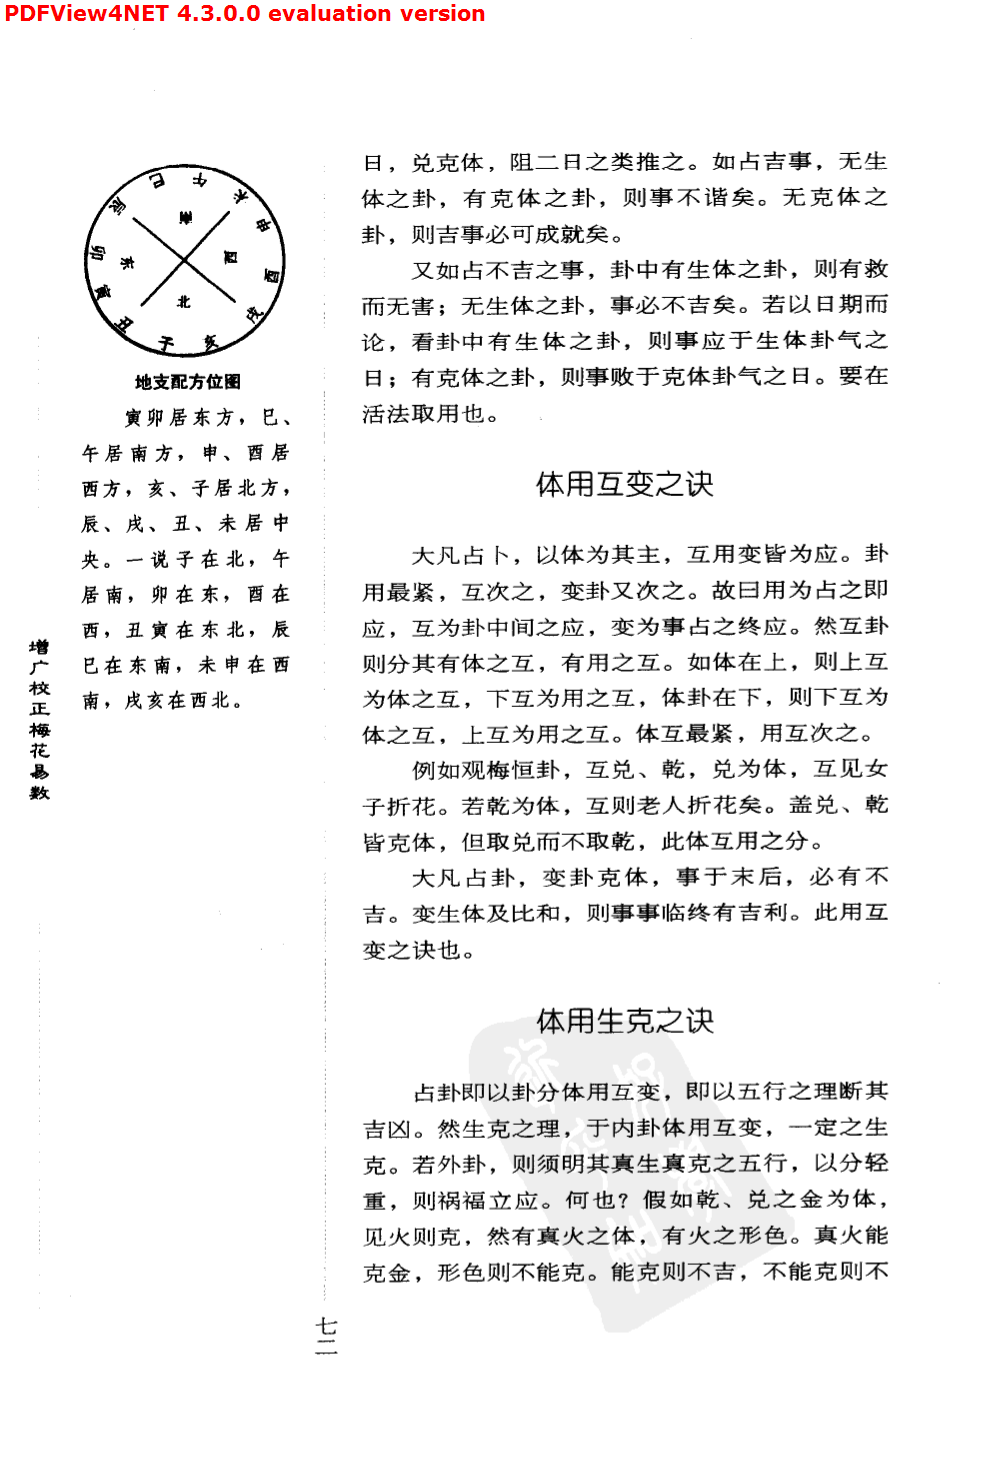 PDFView4NET 4.3.0.0 evaluation version
巳 午 未 申 酉 戌 亥 子 丑 寅 卯 辰
南
东 西
北
地支配方位图
寅卯居东方，巳、
午居南方，申、酉居
西方，亥、子居北方，
辰、戌、丑、未居中
央。一说子在北，午
居南，卯在东，酉在
西，丑寅在东北，辰
巳在东南，未申在西
南，戌亥在西北。
增广校正梅花易数
日，兑克体，阻二日之类推之。如占吉事，无生
体之卦，有克体之卦，则事不谐矣。无克体之
卦，则吉事必可成就矣。
又如占不吉之事，卦中有生体之卦，则有救
而无害；无生体之卦，事必不吉矣。若以日期而
论，看卦中有生体之卦，则事应于生体卦气之
日；有克体之卦，则事败于克体卦气之日。要在
活法取用也。
体用互变之诀
大凡占卜，以体为其主，互用变皆为应。卦
用最紧，互次之，变卦又次之。故曰用为占之即
应，互为卦中间之应，变为事占之终应。然互卦
则分其有体之互，有用之互。如体在上，则上互
为体之互，下互为用之互，体卦在下，则下互为
体之互，上互为用之互。体互最紧，用互次之。
例如观梅恒卦，互兑、乾，兑为体，互见女
子折花。若乾为体，互则老人折花矣。盖兑、乾
皆克体，但取兑而不取乾，此体互用之分。
大凡占卦，变卦克体，事于末后，必有不
吉。变生体及比和，则事事临终有吉利。此用互
变之诀也。
体用生克之诀
占卦即以卦分体用互变，即以五行之理断其
吉凶。然生克之理，于内卦体用互变，一定之生
克。若外卦，则须明其真生真克之五行，以分轻
重，则祸福立应。何也？假如乾、兑之金为体，
见火则克，然有真火之体，有火之形色。真火能
克金，形色则不能克。能克则不吉，不能克则不
七二